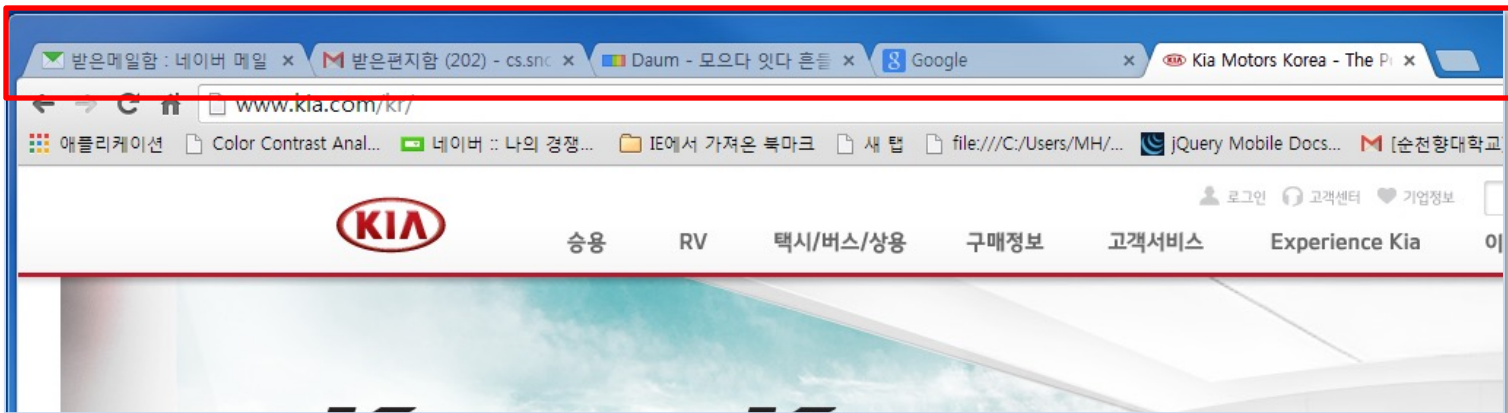 받은메일함 : 네이버 메일 받은편지함 (202) - cs.snc Daum - 모으다 잇다 흔들 Google Kia Motors Korea - The P
www.kia.com/kr/
애플리케이션 Color Contrast Anal... 네이버 :: 나의 경쟁... IE에서 가져온 북마크 새 탭 file:///C:/Users/MH/... jQuery Mobile Docs... [순천향대학교]
로그인 고객센터 기업정보
KIA 승용 RV 택시/버스/상용 구매정보 고객서비스 Experience Kia 이